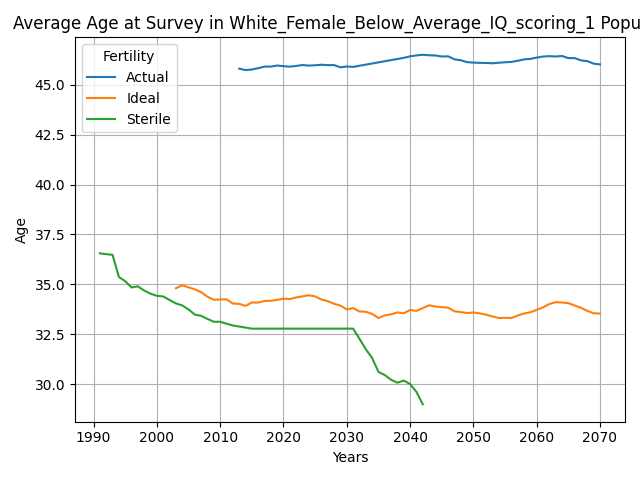 Average Age at Survey in White_Female_Below_Average_IQ_scoring_1 Popu
Fertility
Actual
Ideal
Sterile
45.0
42.5
40.0
37.5
35.0
32.5
30.0
Age
1990 2000 2010 2020 2030 2040 2050 2060 2070
Years